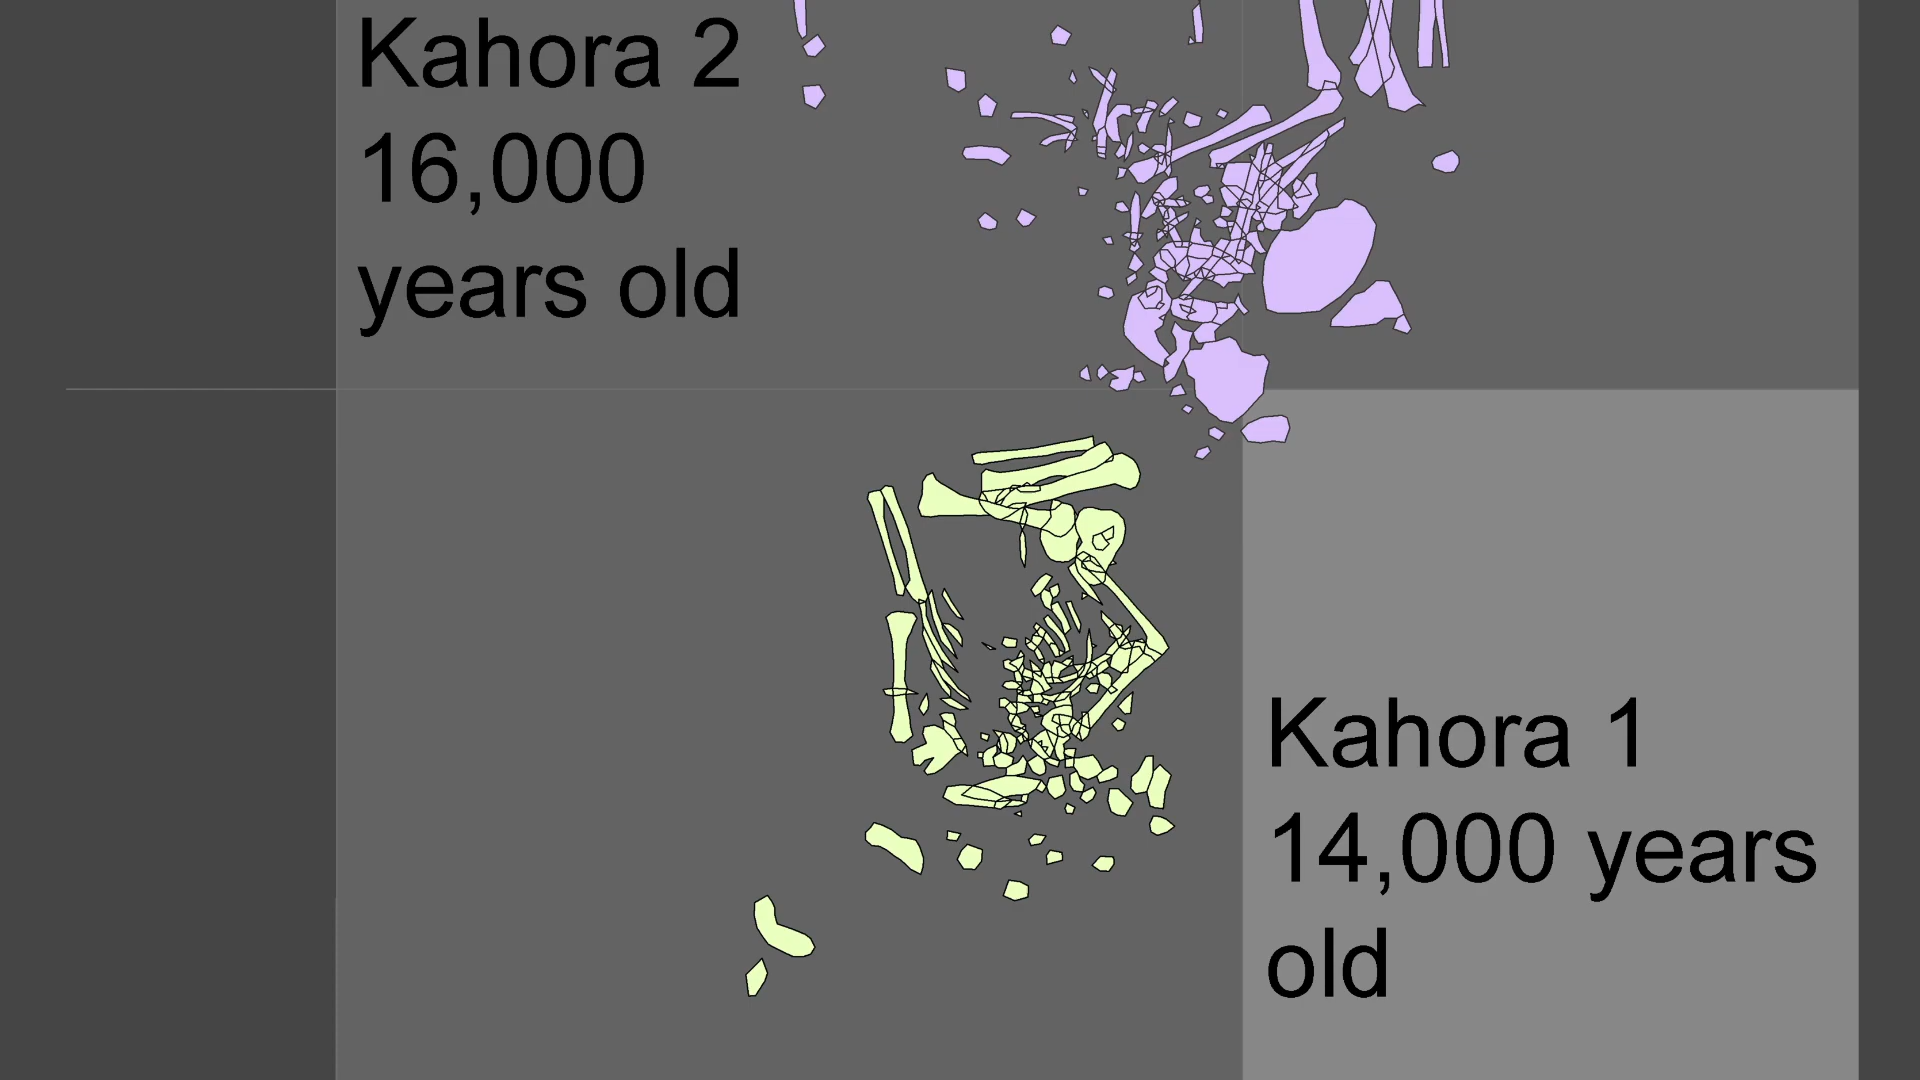 Kahora 2
16,000
years old
Kahora 1
14,000 years
old